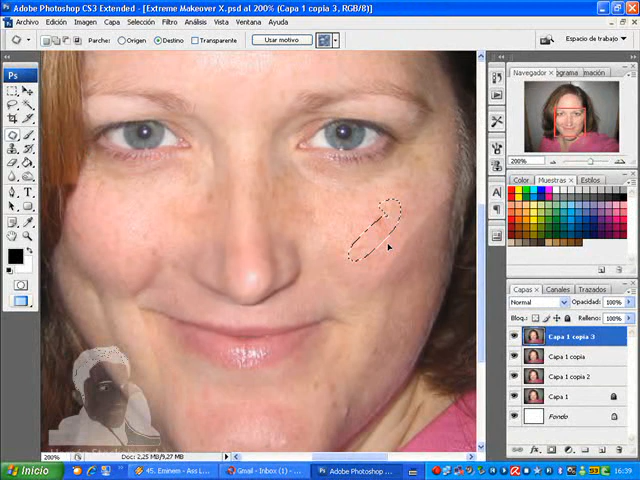 Adobe Photoshop CS3 Extended - [Extreme Makeover X.psd al 200% (Capa 1 copia 3, RGB/8)]
Archivo Edición Imagen Capa Selección Filtro Análisis Vista Ventana Ayuda
Parche: Origen Destino Transparente Usar motivo Espacio de trabajo
Ps
Navegador
200%
Color Muestras Estilos
Capas Canales Trazados
Normal Opacidad: 100%
Bloq.: Relleno: 100%
Capa 1 copia 3
Capa 1 copia
Capa 1 copia 2
Capa 1
Fondo
200% Doc: 2,25 MB/9,27 MB
Inicio 45. Eminem - Ass L... Gmail - Inbox (1) - ... Adobe Photoshop ... 16:39